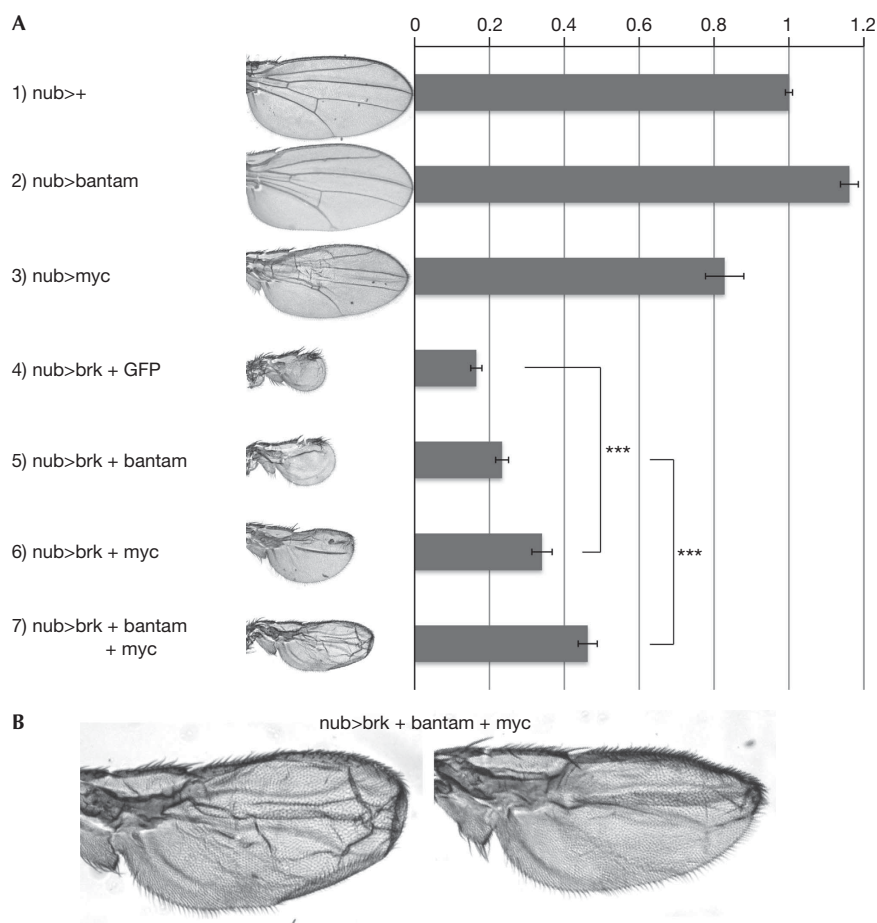 A
0 0.2 0.4 0.6 0.8 1 1.2
1) nub>+
2) nub>bantam
3) nub>myc
4) nub>brk + GFP
***
5) nub>brk + bantam
6) nub>brk + myc
***
7) nub>brk + bantam
+ myc
B
nub>brk + bantam + myc